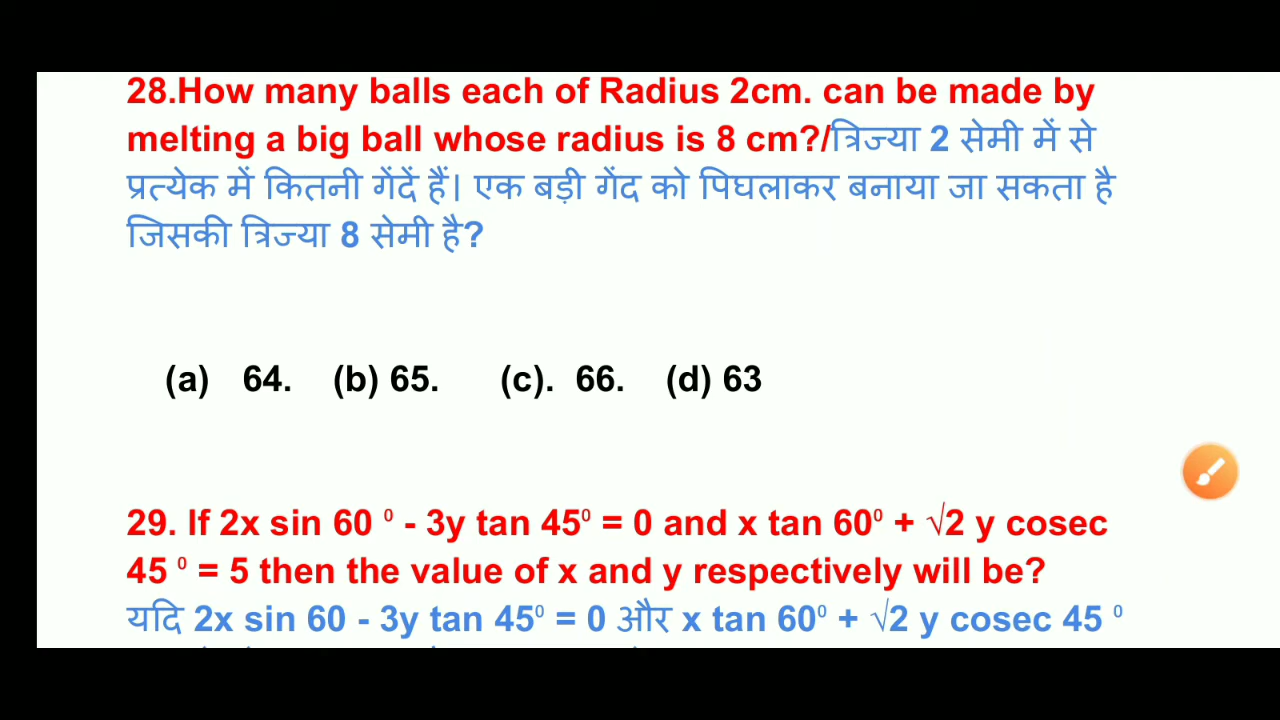 28.How many balls each of Radius 2cm. can be made by
melting a big ball whose radius is 8 cm?/त्रिज्या 2 सेमी में से
प्रत्येक में कितनी गेंदें हैं। एक बड़ी गेंद को पिघलाकर बनाया जा सकता है
जिसकी त्रिज्या 8 सेमी है?
(a) 64. (b) 65. (c). 66. (d) 63
29. If 2x sin 60 ⁰ - 3y tan 45⁰ = 0 and x tan 60⁰ + √2 y cosec
45 ⁰ = 5 then the value of x and y respectively will be?
यदि 2x sin 60 - 3y tan 45⁰ = 0 और x tan 60⁰ + √2 y cosec 45 ⁰